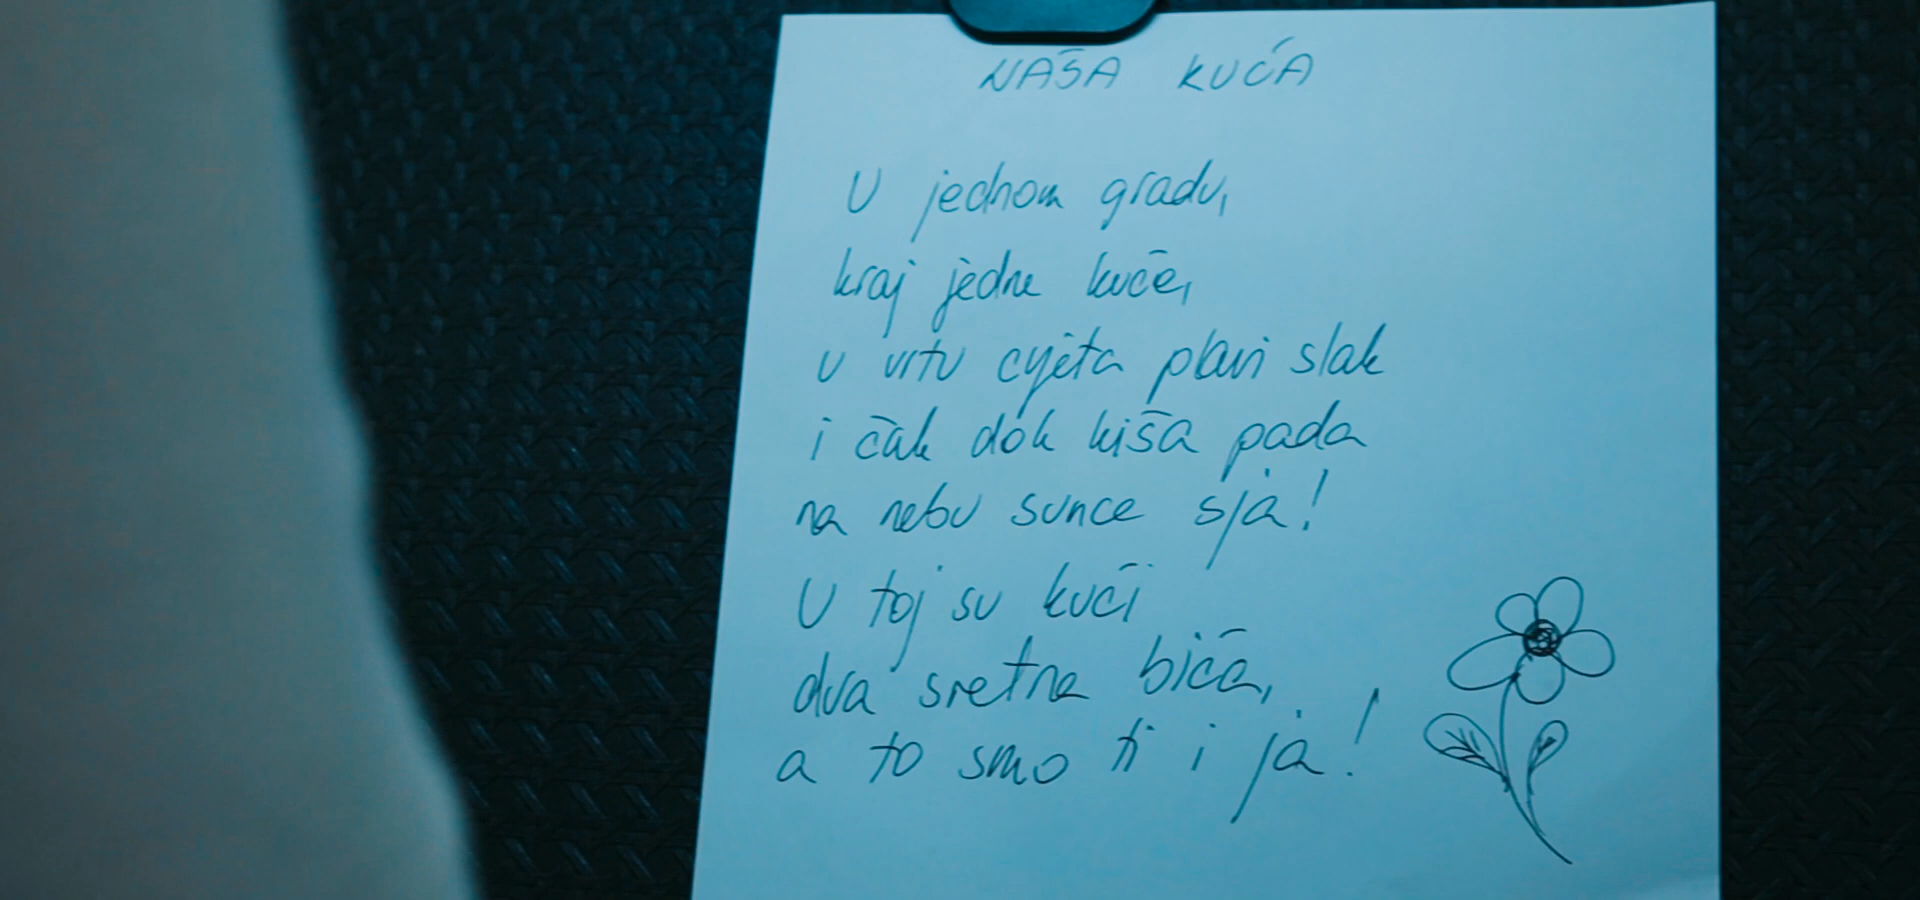 NAŠA KUĆA
U jednom gradu,
kraj jedne kuće,
u vrtu cvjeta plavi slak
i čak dok kiša pada
na nebu sunce sja!
U toj su kući
dva sretna bića,
a to smo ti i ja!